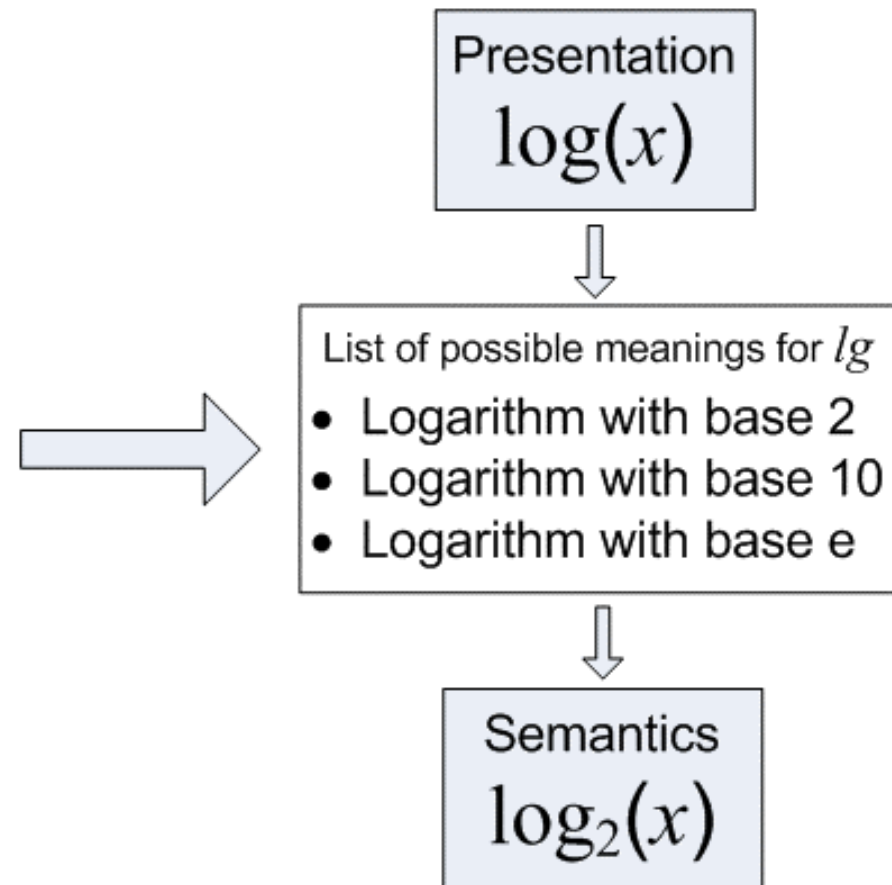 Presentation
log(x)
List of possible meanings for lg
• Logarithm with base 2
• Logarithm with base 10
• Logarithm with base e
Semantics
log₂(x)